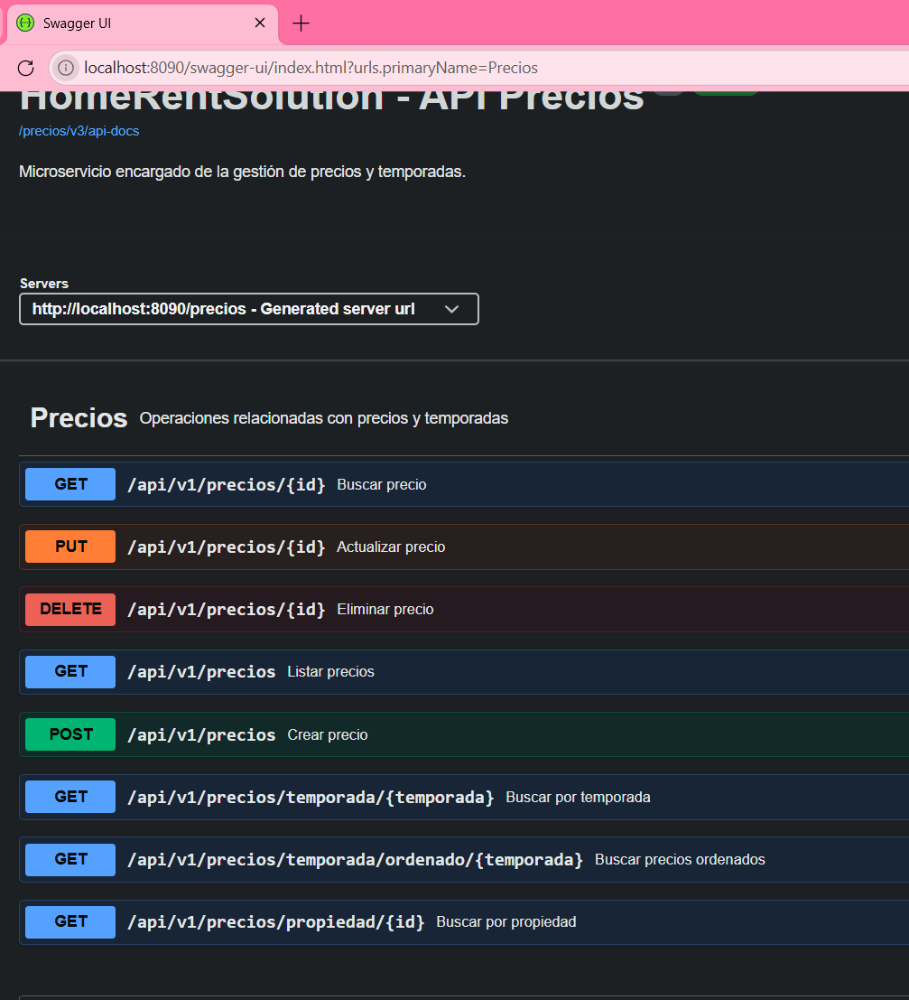 Swagger UI
localhost:8090/swagger-ui/index.html?urls.primaryName=Precios
HomeRentSolution - API Precios
/precios/v3/api-docs
Microservicio encargado de la gestión de precios y temporadas.
Servers
http://localhost:8090/precios - Generated server url
Precios Operaciones relacionadas con precios y temporadas
GET /api/v1/precios/{id} Buscar precio
PUT /api/v1/precios/{id} Actualizar precio
DELETE /api/v1/precios/{id} Eliminar precio
GET /api/v1/precios Listar precios
POST /api/v1/precios Crear precio
GET /api/v1/precios/temporada/{temporada} Buscar por temporada
GET /api/v1/precios/temporada/ordenado/{temporada} Buscar precios ordenados
GET /api/v1/precios/propiedad/{id} Buscar por propiedad